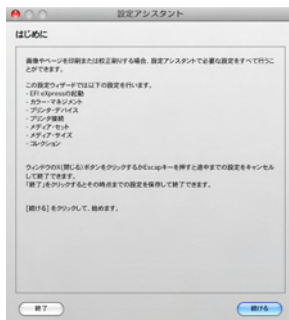 設定アシスタント
はじめに
画像やページを印刷または校正刷りする場合、設定アシスタントで必要な設定をすべて行うこ
とができます。
この設定ウィザードでは以下の設定を行います。
- EFI eXpressの起動
- カラー・マネジメント
- プリンタ・デバイス
- プリンタ接続
- メディア・セット
- メディア・サイズ
- コレクション
ウィンドウのX(閉じる)ボタンをクリックするかEscapキーを押すと途中までの設定をキャンセル
して終了できます。
「終了」をクリックするとその時点までの設定を保存して終了できます。
[続ける] をクリックして、始めます。
終了
続ける